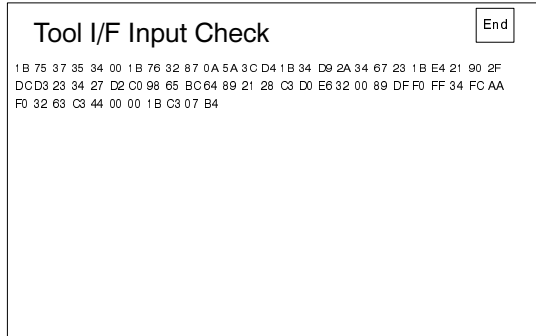 Tool I/F Input Check
End
1B 75 37 35 34 00 1B 76 32 87 0A 5A 3C D4 1B 34 D9 2A 34 67 23 1B E4 21 90 2F
DC D3 23 34 27 D2 C0 98 65 BC 64 89 21 28 C3 D0 E6 32 00 89 DF F0 FF 34 FC AA
F0 32 63 C3 44 00 00 1B C3 07 B4